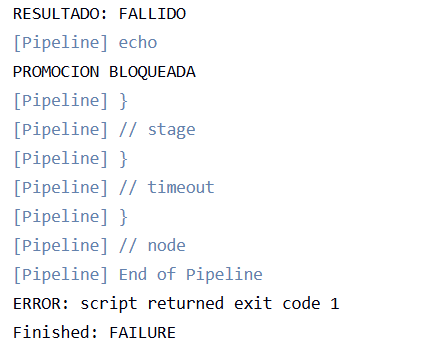 RESULTADO: FALLIDO
[Pipeline] echo
PROMOCION BLOQUEADA
[Pipeline] }
[Pipeline] // stage
[Pipeline] }
[Pipeline] // timeout
[Pipeline] }
[Pipeline] // node
[Pipeline] End of Pipeline
ERROR: script returned exit code 1
Finished: FAILURE